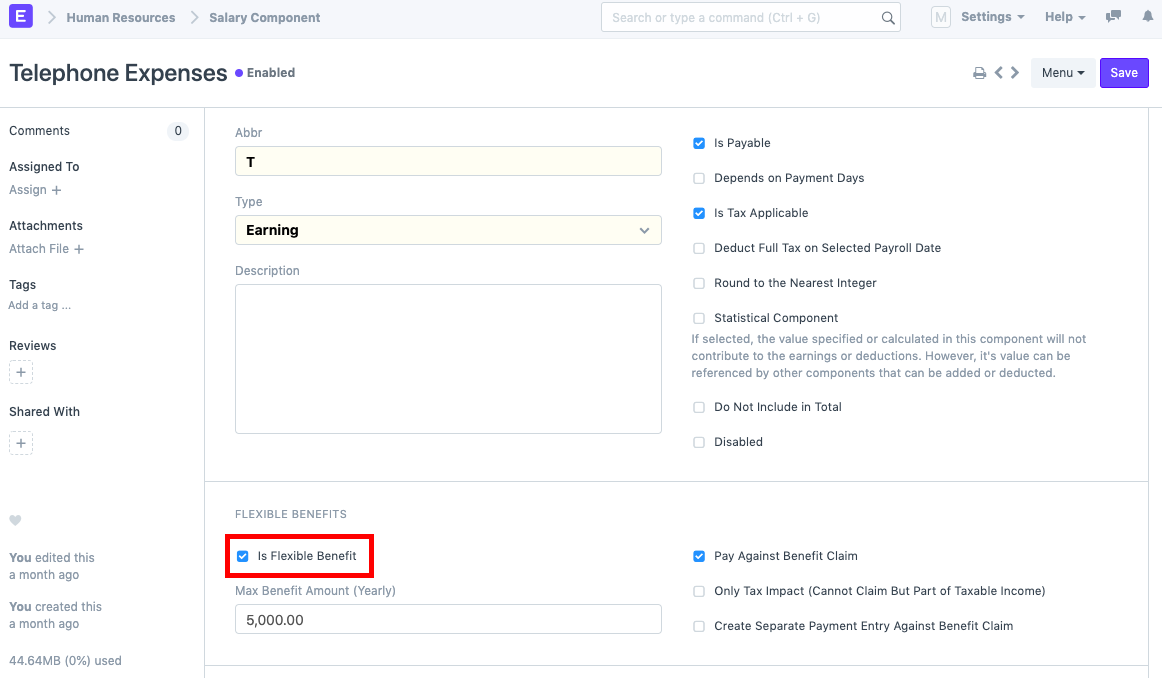 E Human Resources Salary Component Search or type a command (Ctrl + G) M Settings Help
Telephone Expenses Enabled Menu Save
Comments 0
Assigned To
Assign +
Attachments
Attach File +
Tags
Add a tag ...
Reviews
+
Shared With
+
You edited this
a month ago
You created this
a month ago
44.64MB (0%) used
Abbr
T
Type
Earning
Description
Is Payable
Depends on Payment Days
Is Tax Applicable
Deduct Full Tax on Selected Payroll Date
Round to the Nearest Integer
Statistical Component
If selected, the value specified or calculated in this component will not
contribute to the earnings or deductions. However, it's value can be
referenced by other components that can be added or deducted.
Do Not Include in Total
Disabled
FLEXIBLE BENEFITS
Is Flexible Benefit
Max Benefit Amount (Yearly)
5,000.00
Pay Against Benefit Claim
Only Tax Impact (Cannot Claim But Part of Taxable Income)
Create Separate Payment Entry Against Benefit Claim